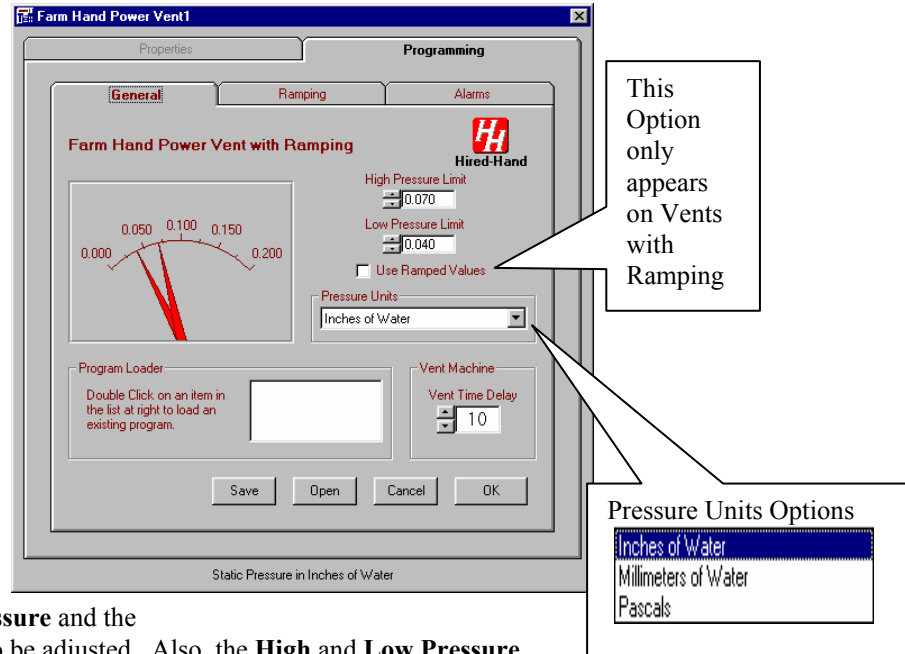 Farm Hand Power Vent1
Properties
Programming
General
Ramping
Alarms
Farm Hand Power Vent with Ramping
HH
Hired-Hand
High Pressure Limit
0.070
Low Pressure Limit
0.040
Use Ramped Values
0.000 0.050 0.100 0.150 0.200
Pressure Units
Inches of Water
Program Loader
Double Click on an item in
the list at right to load an
existing program.
Vent Machine
Vent Time Delay
10
Save
Open
Cancel
OK
Static Pressure in Inches of Water
This
Option
only
appears
on Vents
with
Ramping
Pressure Units Options
Inches of Water
Millimeters of Water
Pascals
ssure and the
o be adjusted. Also, the High and Low Pressure